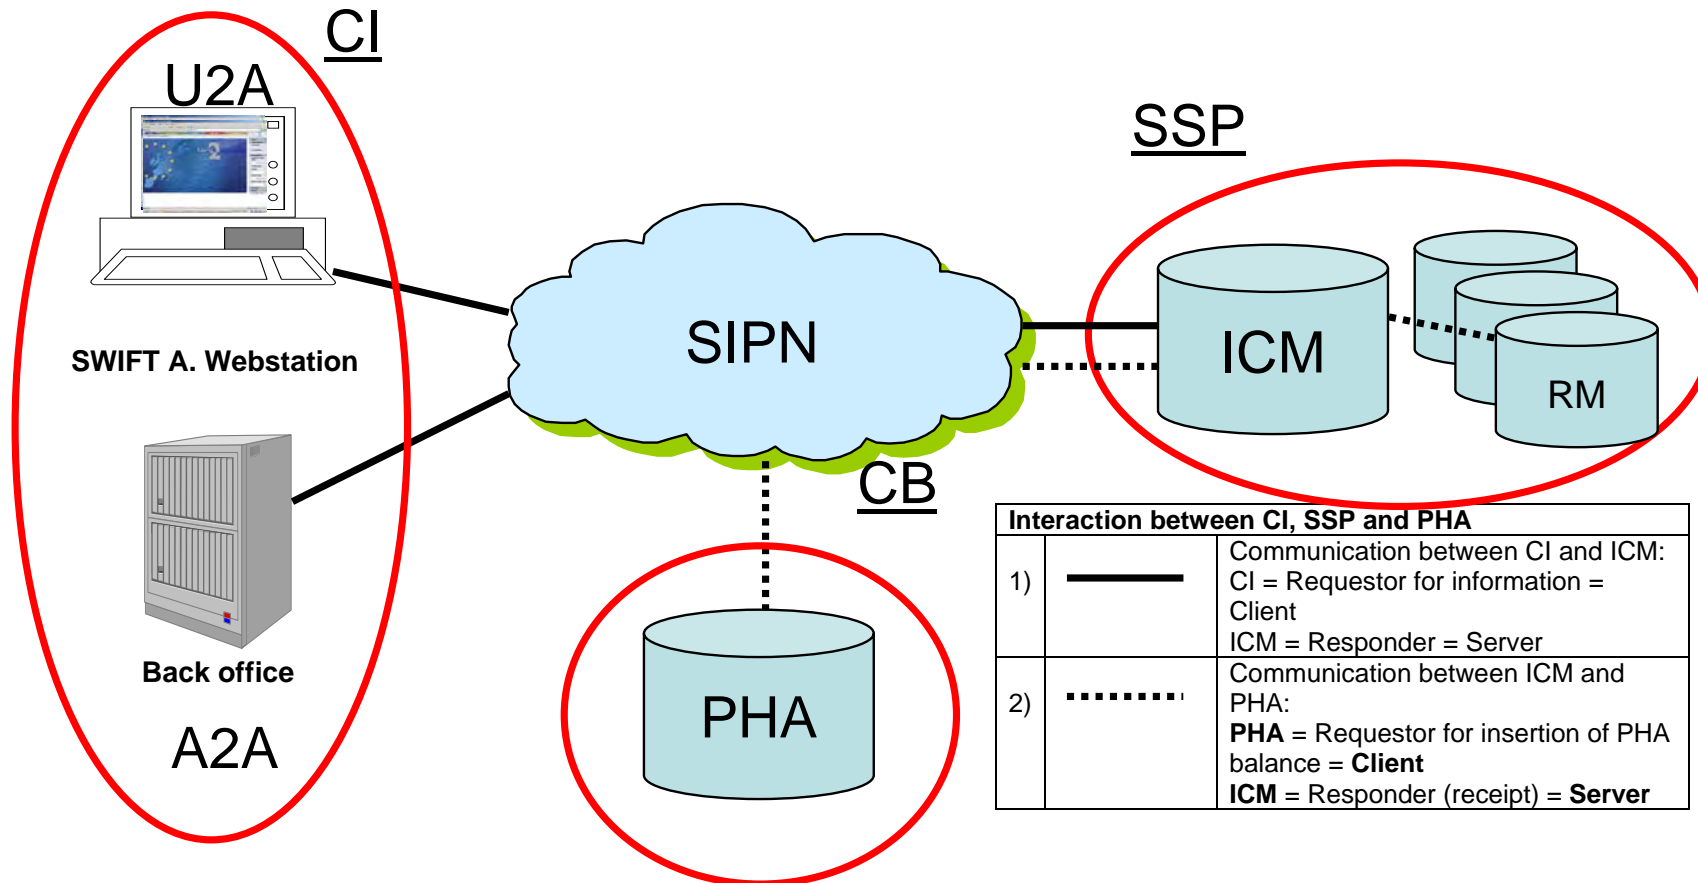 CI
U2A
SWIFT A. Webstation
Back office
A2A
SIPN
CB
PHA
SSP
ICM
RM
Interaction between CI, SSP and PHA
1)
Communication between CI and ICM:
CI = Requestor for information =
Client
ICM = Responder = Server
2)
Communication between ICM and
PHA:
PHA = Requestor for insertion of PHA
balance = Client
ICM = Responder (receipt) = Server